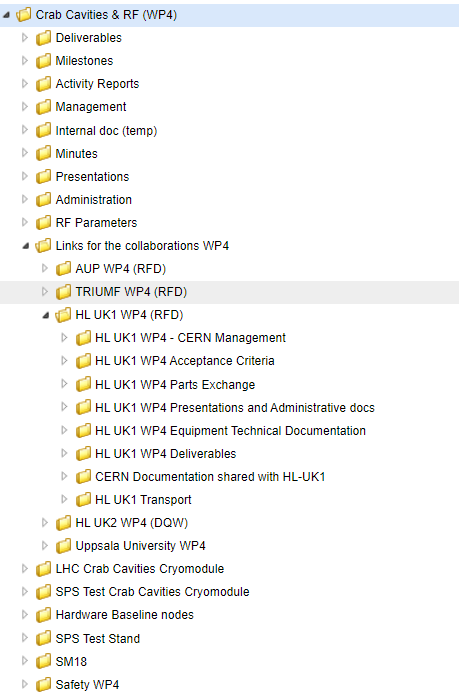 Crab Cavities & RF (WP4)
Deliverables
Milestones
Activity Reports
Management
Internal doc (temp)
Minutes
Presentations
Administration
RF Parameters
Links for the collaborations WP4
AUP WP4 (RFD)
TRIUMF WP4 (RFD)
HL UK1 WP4 (RFD)
HL UK1 WP4 - CERN Management
HL UK1 WP4 Acceptance Criteria
HL UK1 WP4 Parts Exchange
HL UK1 WP4 Presentations and Administrative docs
HL UK1 WP4 Equipment Technical Documentation
HL UK1 WP4 Deliverables
CERN Documentation shared with HL-UK1
HL UK1 Transport
HL UK2 WP4 (DQW)
Uppsala University WP4
LHC Crab Cavities Cryomodule
SPS Test Crab Cavities Cryomodule
Hardware Baseline nodes
SPS Test Stand
SM18
Safety WP4